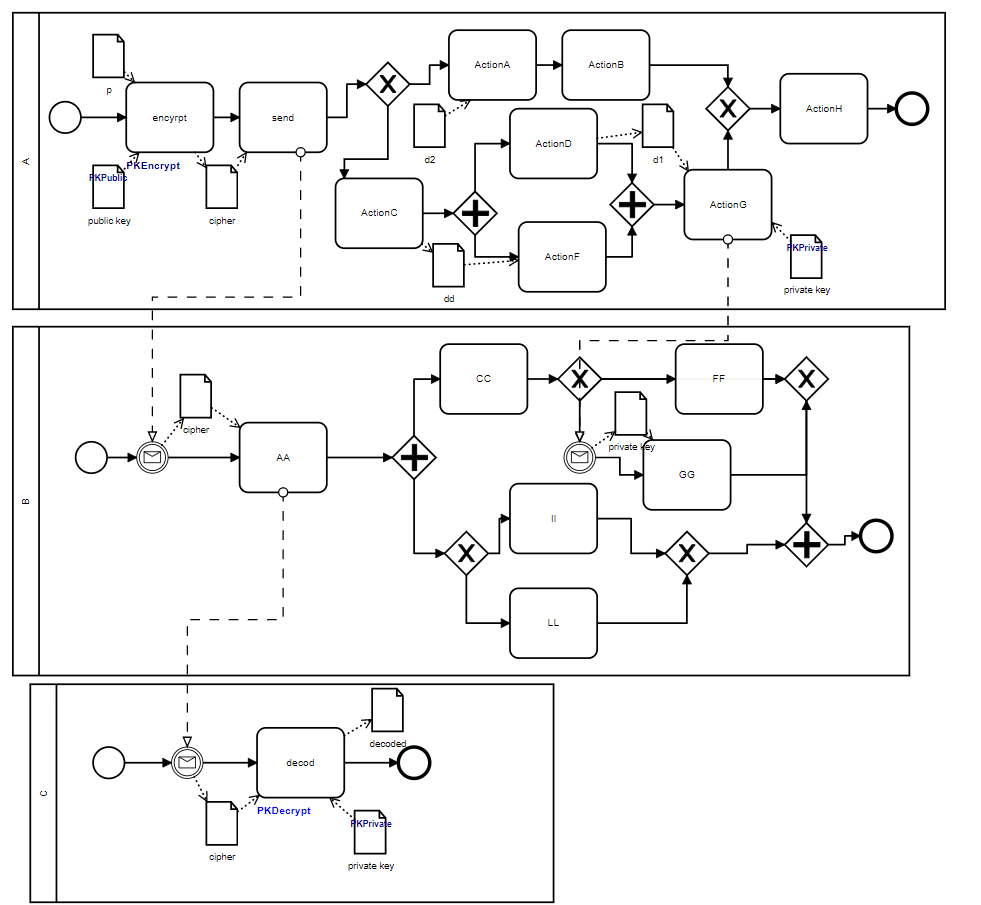 A
p
encyrpt
send
PKEncrypt
PKPublic
public key
cipher
X
ActionA
ActionB
d2
ActionC
ActionD
ActionF
dd
d1
X
ActionG
ActionH
PKPrivate
private key
B
cipher
AA
CC
X
FF
X
private key
GG
X
II
LL
X
C
decod
decoded
PKDecrypt
cipher
PKPrivate
private key